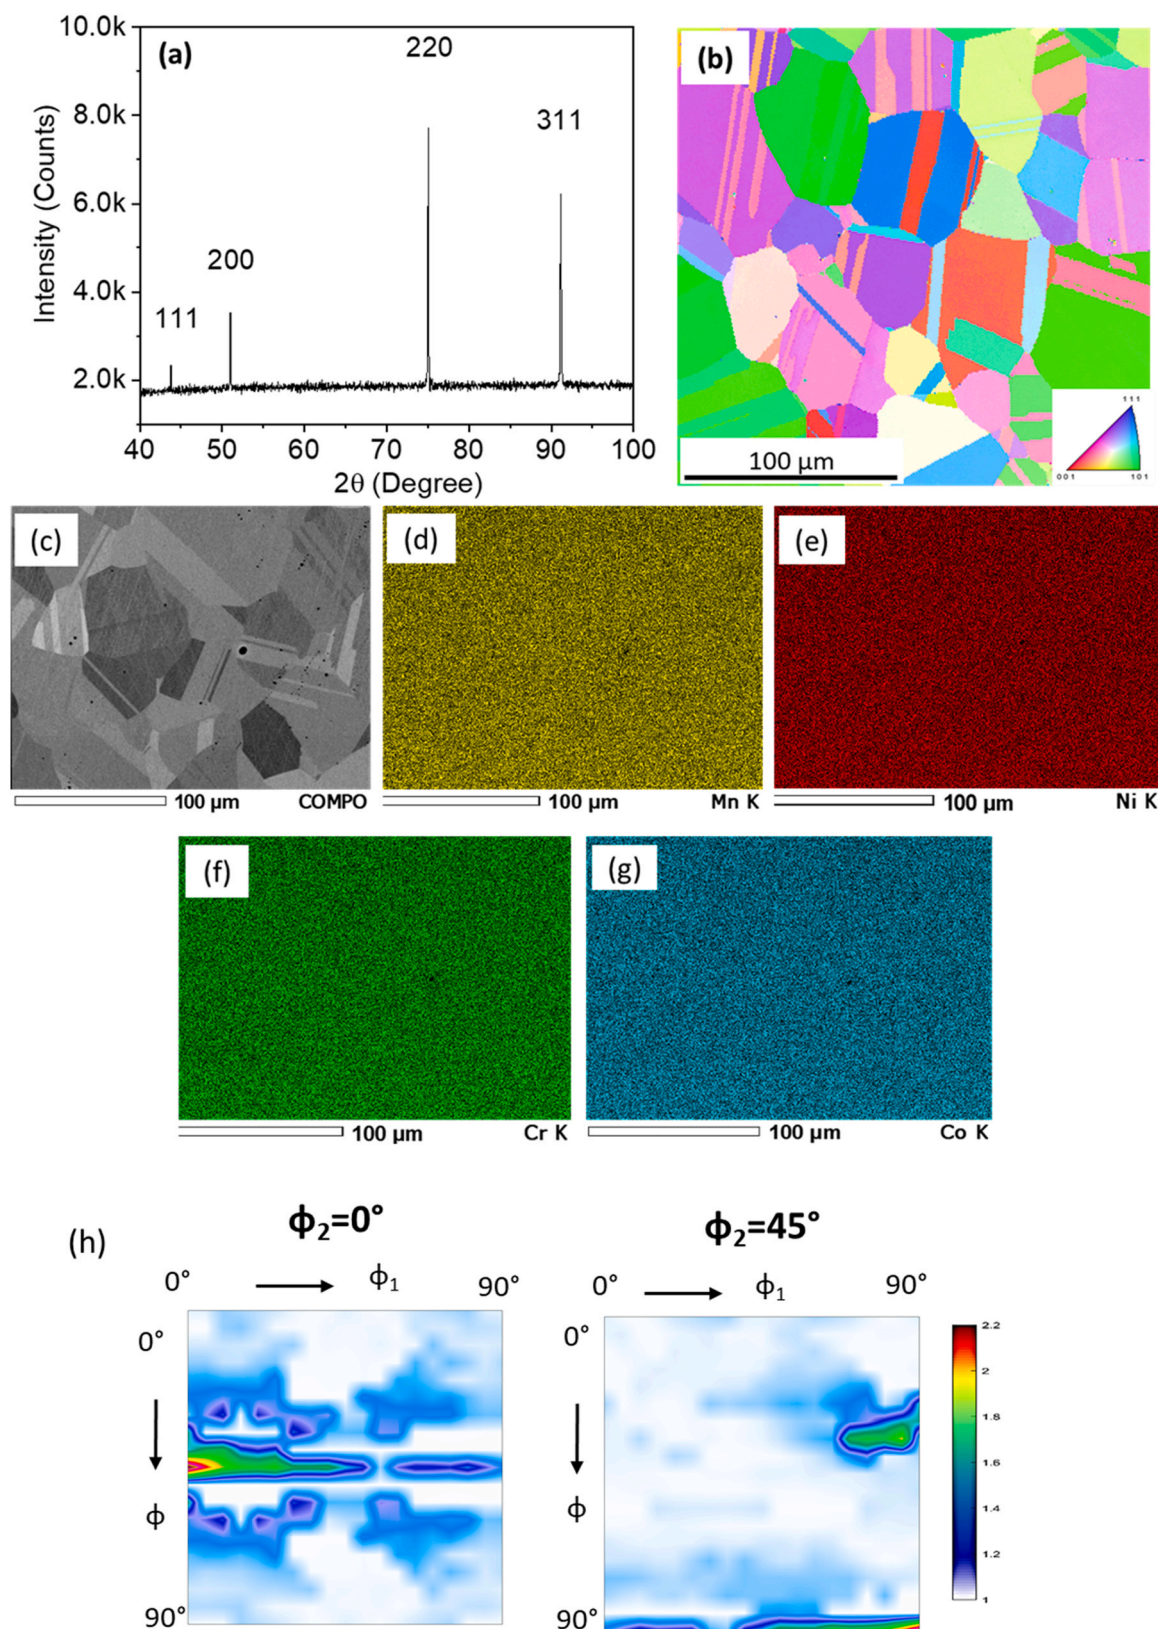 (a)
10.0k
8.0k
6.0k
4.0k
2.0k
Intensity (Counts)
111
200
220
311
40 50 60 70 80 90 100
2θ (Degree)
(b)
100 µm
111
001
101
(c)
100 µm COMPO
(d)
100 µm Mn K
(e)
100 µm Ni K
(f)
100 µm Cr K
(g)
100 µm Co K
(h)
ϕ2=0°
0° ϕ1 90°
0°
ϕ
90°
ϕ2=45°
0° ϕ1 90°
0°
ϕ
90°
2.2
2
1.8
1.6
1.4
1.2
1